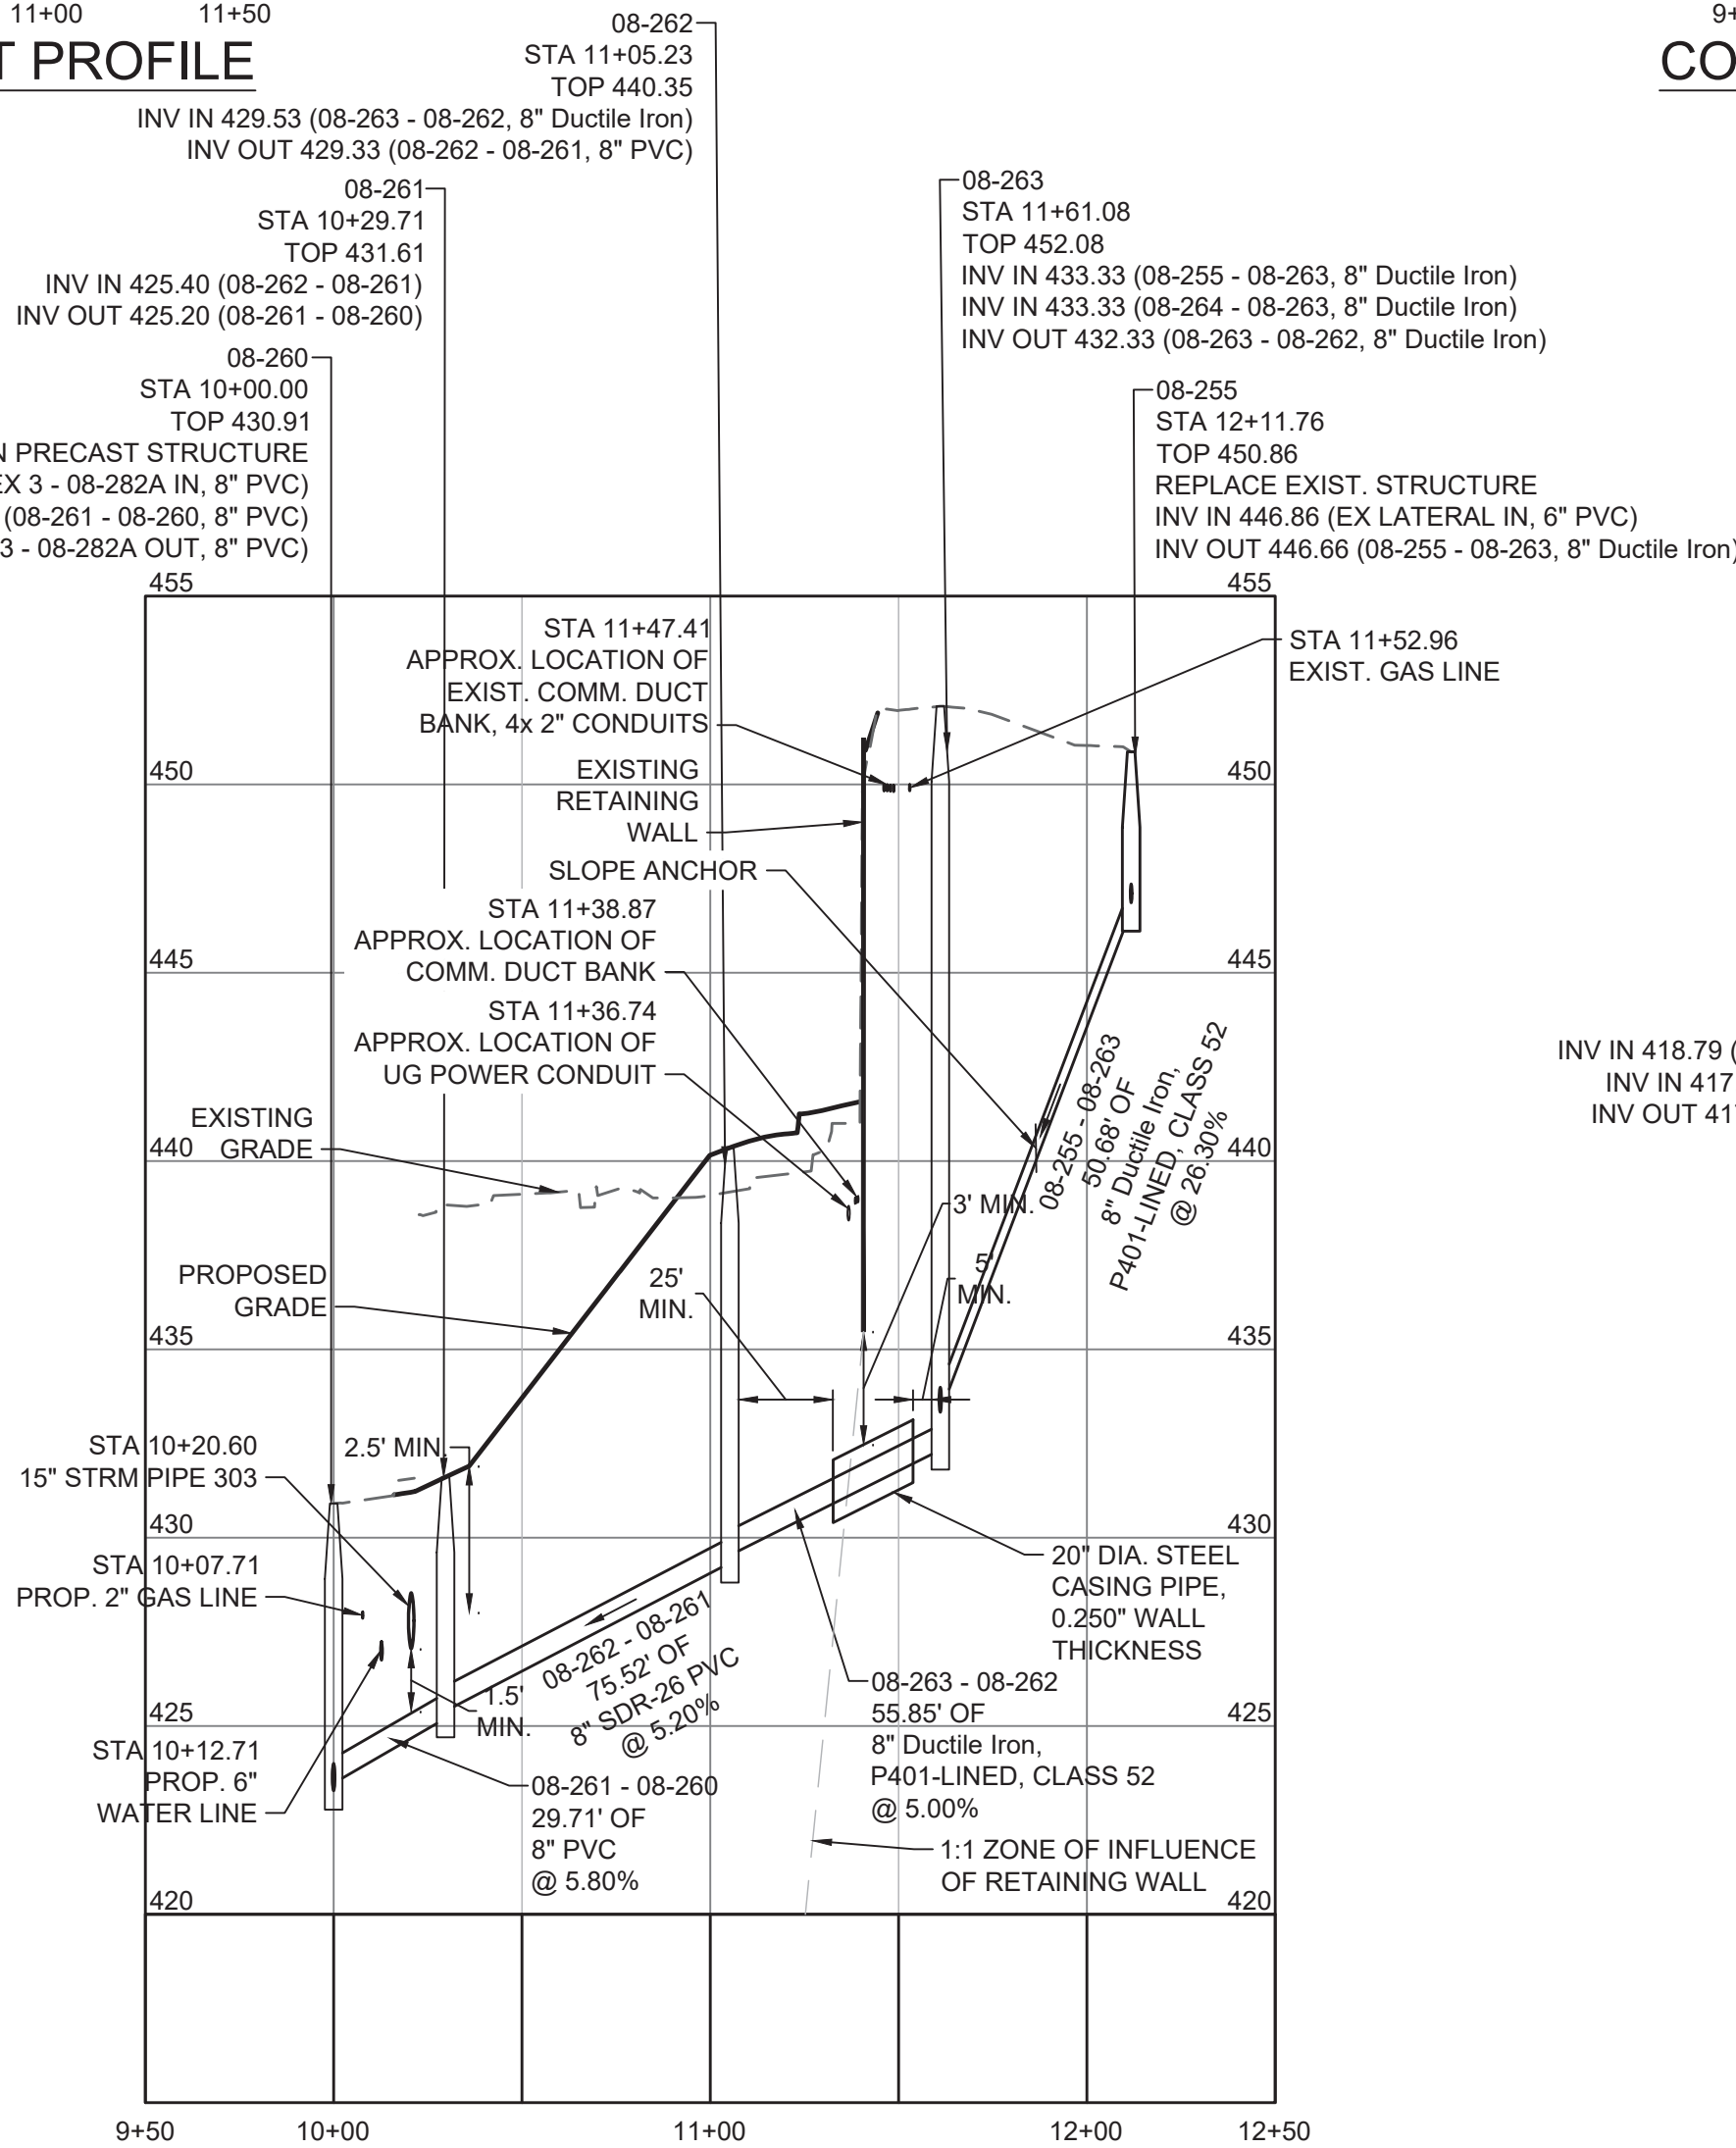 11+00
11+50
T PROFILE
9+
CO
08-262
STA 11+05.23
TOP 440.35
INV IN 429.53 (08-263 - 08-262, 8" Ductile Iron)
INV OUT 429.33 (08-262 - 08-261, 8" PVC)
08-261
STA 10+29.71
TOP 431.61
INV IN 425.40 (08-262 - 08-261)
INV OUT 425.20 (08-261 - 08-260)
08-260
STA 10+00.00
TOP 430.91
N PRECAST STRUCTURE
EX 3 - 08-282A IN, 8" PVC)
(08-261 - 08-260, 8" PVC)
3 - 08-282A OUT, 8" PVC)
08-263
STA 11+61.08
TOP 452.08
INV IN 433.33 (08-255 - 08-263, 8" Ductile Iron)
INV IN 433.33 (08-264 - 08-263, 8" Ductile Iron)
INV OUT 432.33 (08-263 - 08-262, 8" Ductile Iron)
08-255
STA 12+11.76
TOP 450.86
REPLACE EXIST. STRUCTURE
INV IN 446.86 (EX LATERAL IN, 6" PVC)
INV OUT 446.66 (08-255 - 08-263, 8" Ductile Iron)
455
455
STA 11+47.41
APPROX. LOCATION OF
EXIST. COMM. DUCT
BANK, 4x 2" CONDUITS
STA 11+52.96
EXIST. GAS LINE
450
450
EXISTING
RETAINING
WALL
SLOPE ANCHOR
STA 11+38.87
APPROX. LOCATION OF
COMM. DUCT BANK
445
445
STA 11+36.74
APPROX. LOCATION OF
UG POWER CONDUIT
INV IN 418.79 (
INV IN 417
INV OUT 417
EXISTING
GRADE
440
440
08-255 - 08-263
50.68' OF
8" Ductile Iron,
P401-LINED, CLASS 52
@ 26.30%
3' MIN.
5'
MIN.
25'
MIN.
PROPOSED
GRADE
435
435
STA 10+20.60
15" STRM PIPE 303
2.5' MIN.
430
430
STA 10+07.71
PROP. 2" GAS LINE
20" DIA. STEEL
CASING PIPE,
0.250" WALL
THICKNESS
08-262 - 08-261
75.52' OF
8" SDR-26 PVC
@ 5.20%
1.5'
MIN.
425
425
STA 10+12.71
PROP. 6"
WATER LINE
08-263 - 08-262
55.85' OF
8" Ductile Iron,
P401-LINED, CLASS 52
@ 5.00%
08-261 - 08-260
29.71' OF
8" PVC
@ 5.80%
1:1 ZONE OF INFLUENCE
OF RETAINING WALL
420
420
9+50
10+00
11+00
12+00
12+50